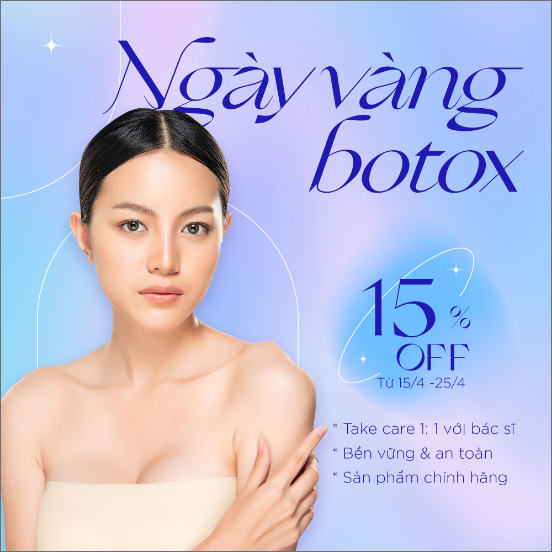 Ngày vàng
botox
15 %
OFF
Từ 15/4 -25/4
* Take care 1: 1 với bác sĩ
* Bền vững & an toàn
* Sản phẩm chính hãng